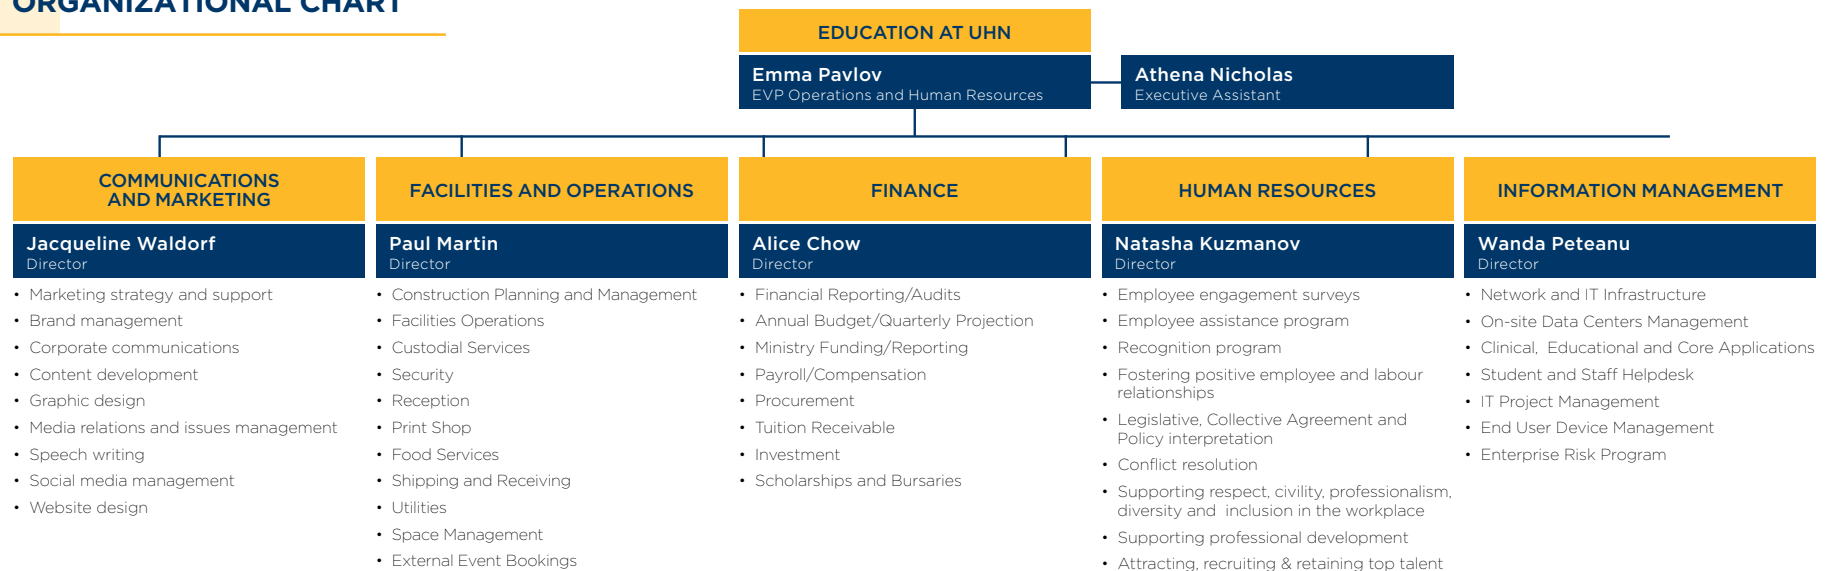 ORGANIZATIONAL CHART
EDUCATION AT UHN
Emma Pavlov
EVP Operations and Human Resources
Athena Nicholas
Executive Assistant
COMMUNICATIONS
AND MARKETING
Jacqueline Waldorf
Director
• Marketing strategy and support
• Brand management
• Corporate communications
• Content development
• Graphic design
• Media relations and issues management
• Speech writing
• Social media management
• Website design
FACILITIES AND OPERATIONS
Paul Martin
Director
• Construction Planning and Management
• Facilities Operations
• Custodial Services
• Security
• Reception
• Print Shop
• Food Services
• Shipping and Receiving
• Utilities
• Space Management
• External Event Bookings
FINANCE
Alice Chow
Director
• Financial Reporting/Audits
• Annual Budget/Quarterly Projection
• Ministry Funding/Reporting
• Payroll/Compensation
• Procurement
• Tuition Receivable
• Investment
• Scholarships and Bursaries
HUMAN RESOURCES
Natasha Kuzmanov
Director
• Employee engagement surveys
• Employee assistance program
• Recognition program
• Fostering positive employee and labour
relationships
• Legislative, Collective Agreement and
Policy interpretation
• Conflict resolution
• Supporting respect, civility, professionalism,
diversity and inclusion in the workplace
• Supporting professional development
• Attracting, recruiting & retaining top talent
INFORMATION MANAGEMENT
Wanda Peteanu
Director
• Network and IT Infrastructure
• On-site Data Centers Management
• Clinical, Educational and Core Applications
• Student and Staff Helpdesk
• IT Project Management
• End User Device Management
• Enterprise Risk Program